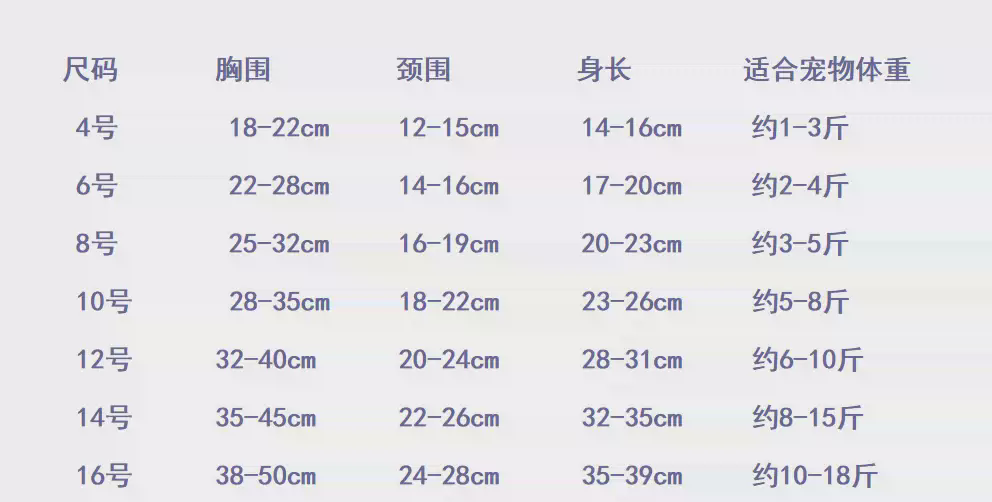 尺码 胸围 颈围 身长 适合宠物体重
4号 18-22cm 12-15cm 14-16cm 约1-3斤
6号 22-28cm 14-16cm 17-20cm 约2-4斤
8号 25-32cm 16-19cm 20-23cm 约3-5斤
10号 28-35cm 18-22cm 23-26cm 约5-8斤
12号 32-40cm 20-24cm 28-31cm 约6-10斤
14号 35-45cm 22-26cm 32-35cm 约8-15斤
16号 38-50cm 24-28cm 35-39cm 约10-18斤